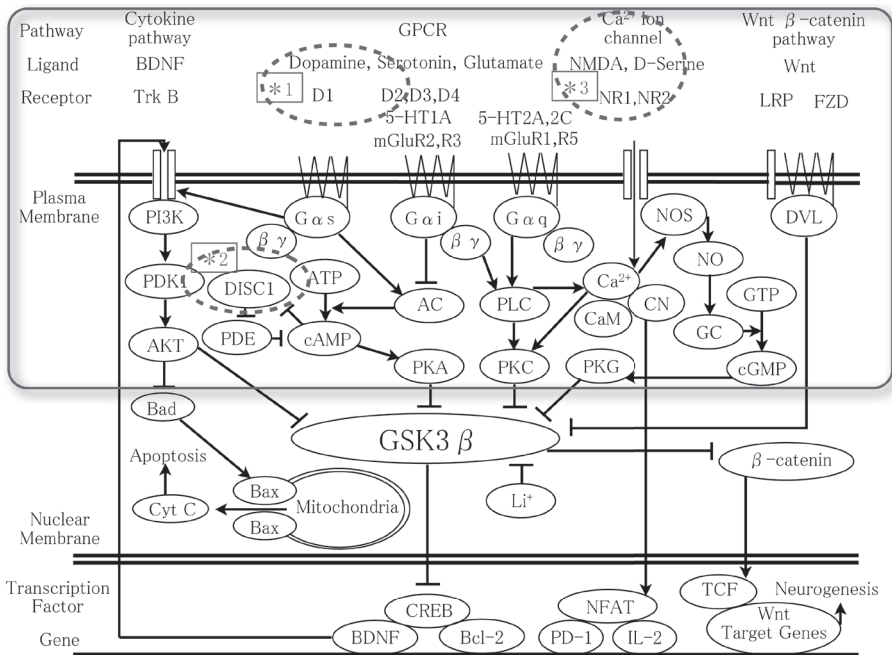 Pathway
Cytokine
pathway
GPCR
Ca²⁺ Ion
channel
Wnt β-catenin
pathway
Ligand
BDNF
Dopamine, Serotonin, Glutamate
NMDA, D-Serine
Wnt
Receptor
Trk B
*1
D1
D2,D3,D4
5-HT1A
mGluR2,R3
5-HT2A,2C
mGluR1,R5
*3
NR1,NR2
LRP
FZD
Plasma
Membrane
PI3K
Gαs
βγ
Gαi
βγ
Gαq
βγ
NOS
DVL
*2
PDK1
DISC1
ATP
AC
PLC
Ca²⁺
CN
CaM
NO
GTP
GC
AKT
PDE
cAMP
PKA
PKC
PKG
cGMP
Bad
GSK3 β
β-catenin
Apoptosis
Bax
Mitochondria
Cyt C
Bax
Li⁺
Nuclear
Membrane
Transcription
Factor
CREB
NFAT
TCF
Neurogenesis
Gene
BDNF
Bcl-2
PD-1
IL-2
Wnt
Target Genes